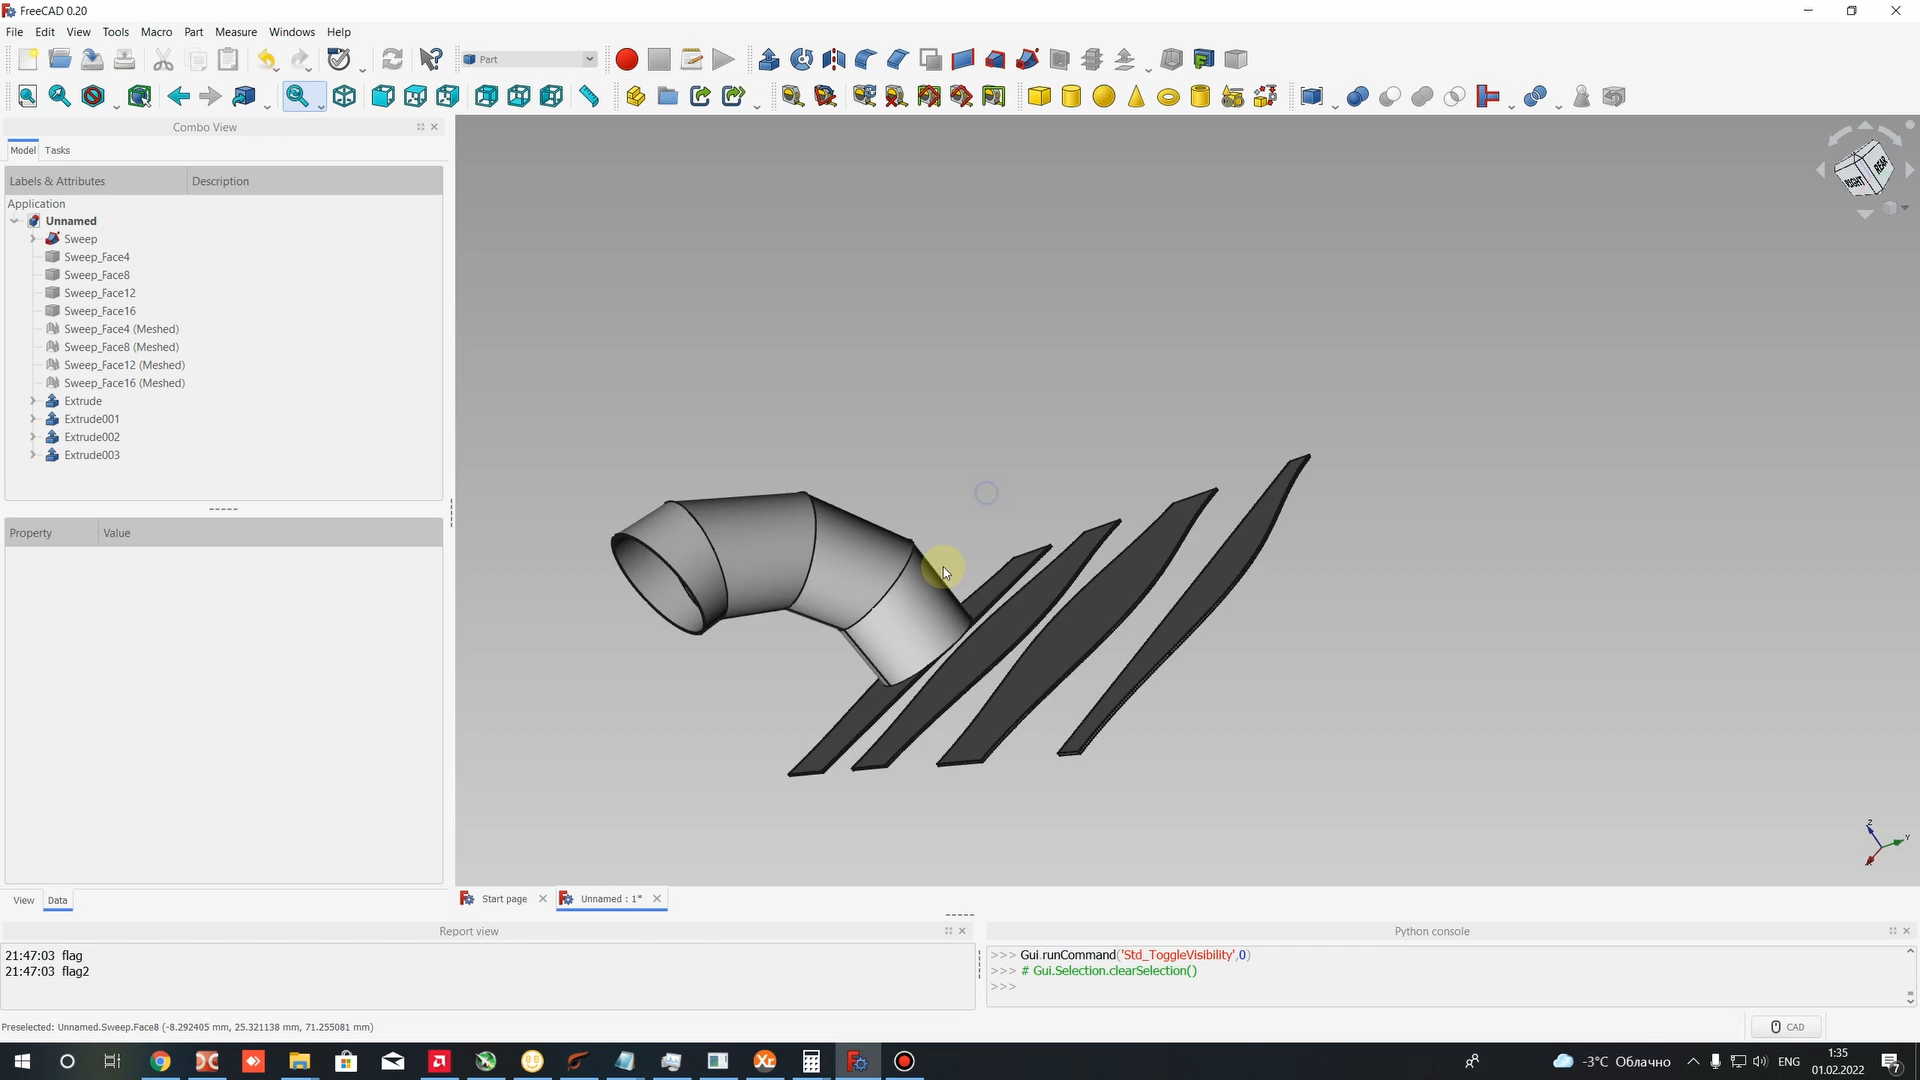 FreeCAD 0.20
File Edit View Tools Macro Part Measure Windows Help
Part
Combo View
Model Tasks
Labels & Attributes Description
Application
Unnamed
Sweep
Sweep_Face4
Sweep_Face8
Sweep_Face12
Sweep_Face16
Sweep_Face4 (Meshed)
Sweep_Face8 (Meshed)
Sweep_Face12 (Meshed)
Sweep_Face16 (Meshed)
Extrude
Extrude001
Extrude002
Extrude003
Property Value
RIGHT REAR
Z
Y
View Data
Start page Unnamed : 1*
Report view
21:47:03 flag
21:47:03 flag2
Python console
>>> Gui.runCommand('Std_ToggleVisibility',0)
>>> # Gui.Selection.clearSelection()
>>>
Preselected: Unnamed.Sweep.Face8 (-8.292405 mm, 25.321138 mm, 71.255081 mm)
CAD
-3°C Облачно ENG
1:35
01.02.2022
7